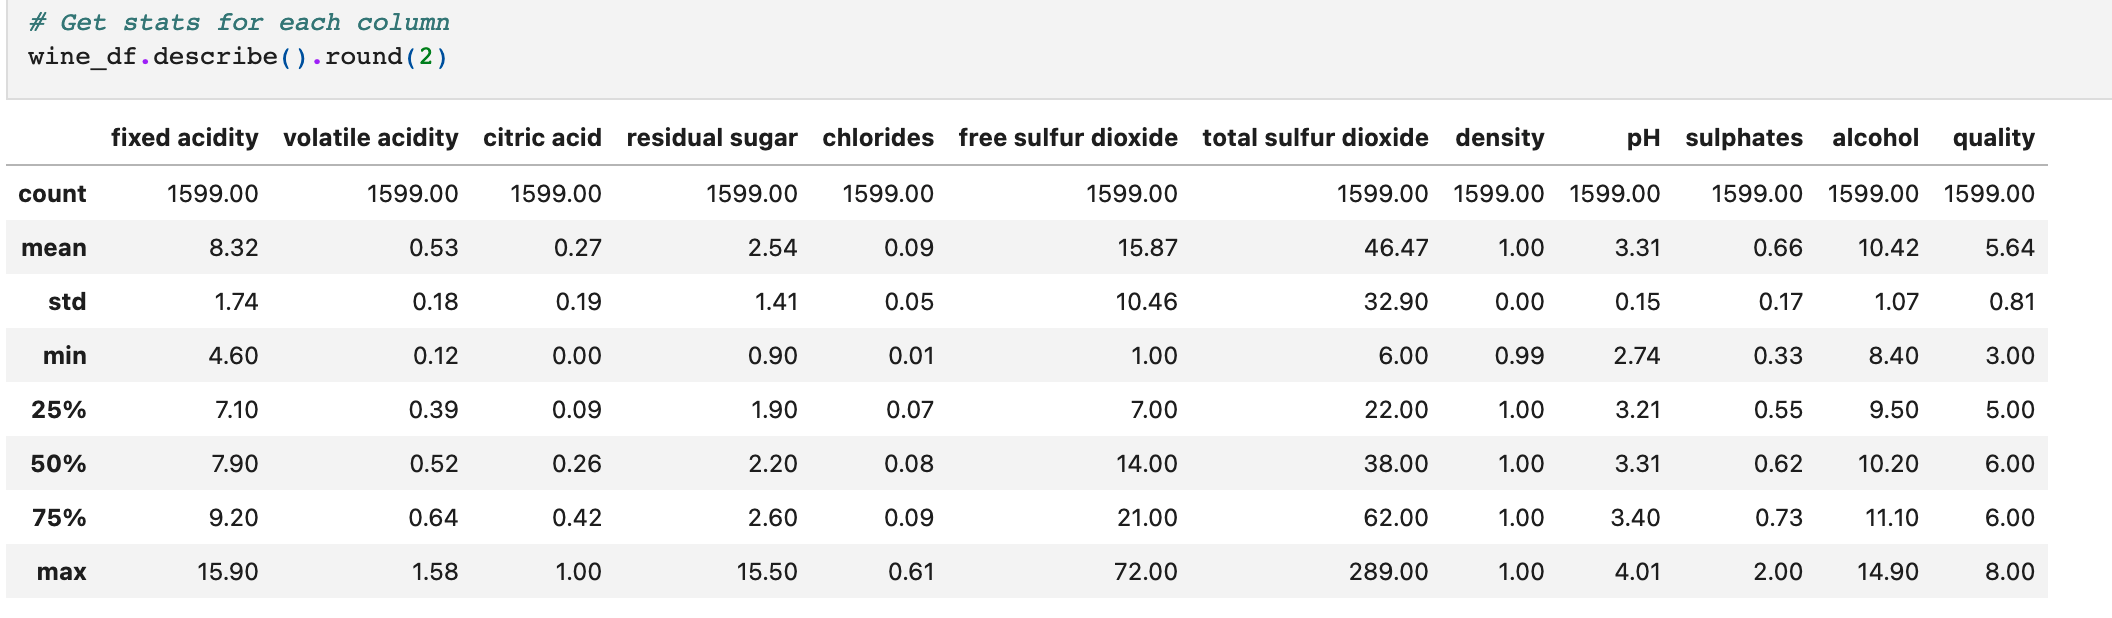 # Get stats for each column
wine_df.describe().round(2)
fixed acidity volatile acidity citric acid residual sugar chlorides free sulfur dioxide total sulfur dioxide density pH sulphates alcohol quality
count 1599.00 1599.00 1599.00 1599.00 1599.00 1599.00 1599.00 1599.00 1599.00 1599.00 1599.00 1599.00
mean 8.32 0.53 0.27 2.54 0.09 15.87 46.47 1.00 3.31 0.66 10.42 5.64
std 1.74 0.18 0.19 1.41 0.05 10.46 32.90 0.00 0.15 0.17 1.07 0.81
min 4.60 0.12 0.00 0.90 0.01 1.00 6.00 0.99 2.74 0.33 8.40 3.00
25% 7.10 0.39 0.09 1.90 0.07 7.00 22.00 1.00 3.21 0.55 9.50 5.00
50% 7.90 0.52 0.26 2.20 0.08 14.00 38.00 1.00 3.31 0.62 10.20 6.00
75% 9.20 0.64 0.42 2.60 0.09 21.00 62.00 1.00 3.40 0.73 11.10 6.00
max 15.90 1.58 1.00 15.50 0.61 72.00 289.00 1.00 4.01 2.00 14.90 8.00